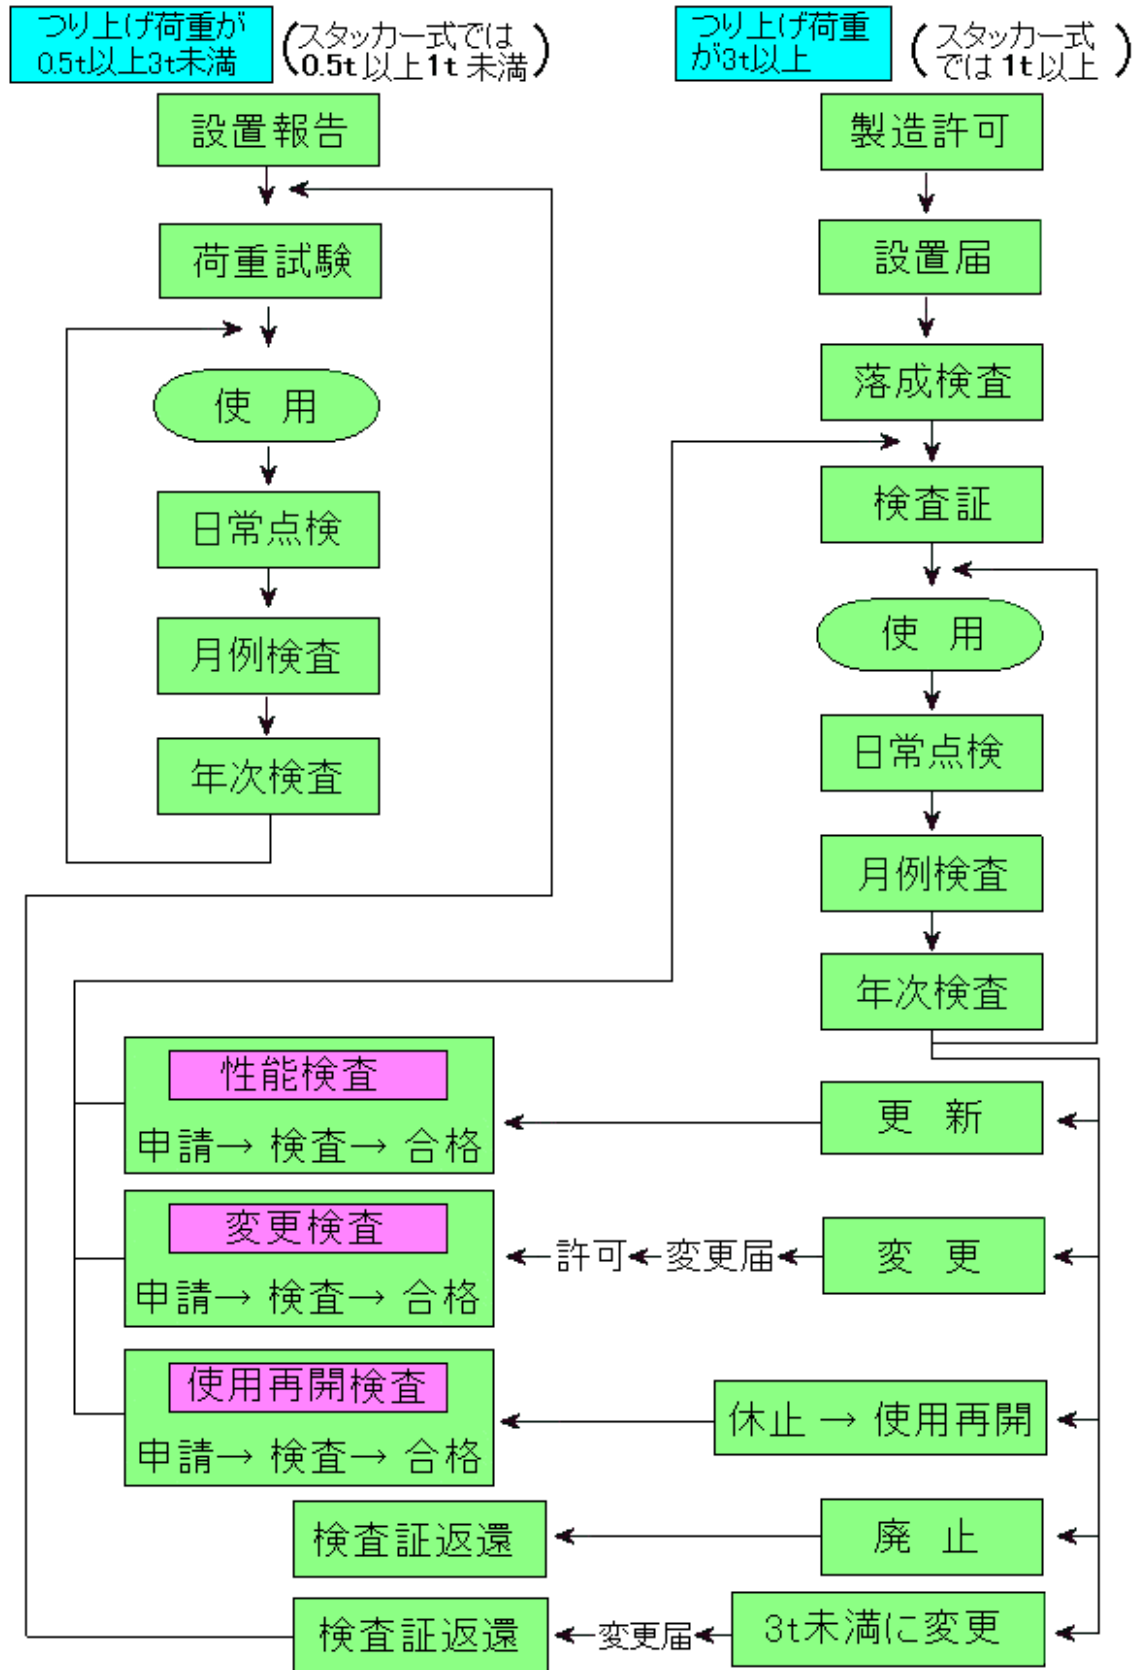 つり上げ荷重が
0.5t以上3t未満
(スタッカー式では
0.5t以上1t未満)
設置報告
荷重試験
使 用
日常点検
月例検査
年次検査
つり上げ荷重
が3t以上
(スタッカー式
では1t以上)
製造許可
設置届
落成検査
検査証
使 用
日常点検
月例検査
年次検査
性能検査
申請→ 検査→ 合格
更 新
変更検査
申請→ 検査→ 合格
許可
変更届
変 更
使用再開検査
申請→ 検査→ 合格
休止 → 使用再開
検査証返還
廃 止
検査証返還
変更届
3t未満に変更